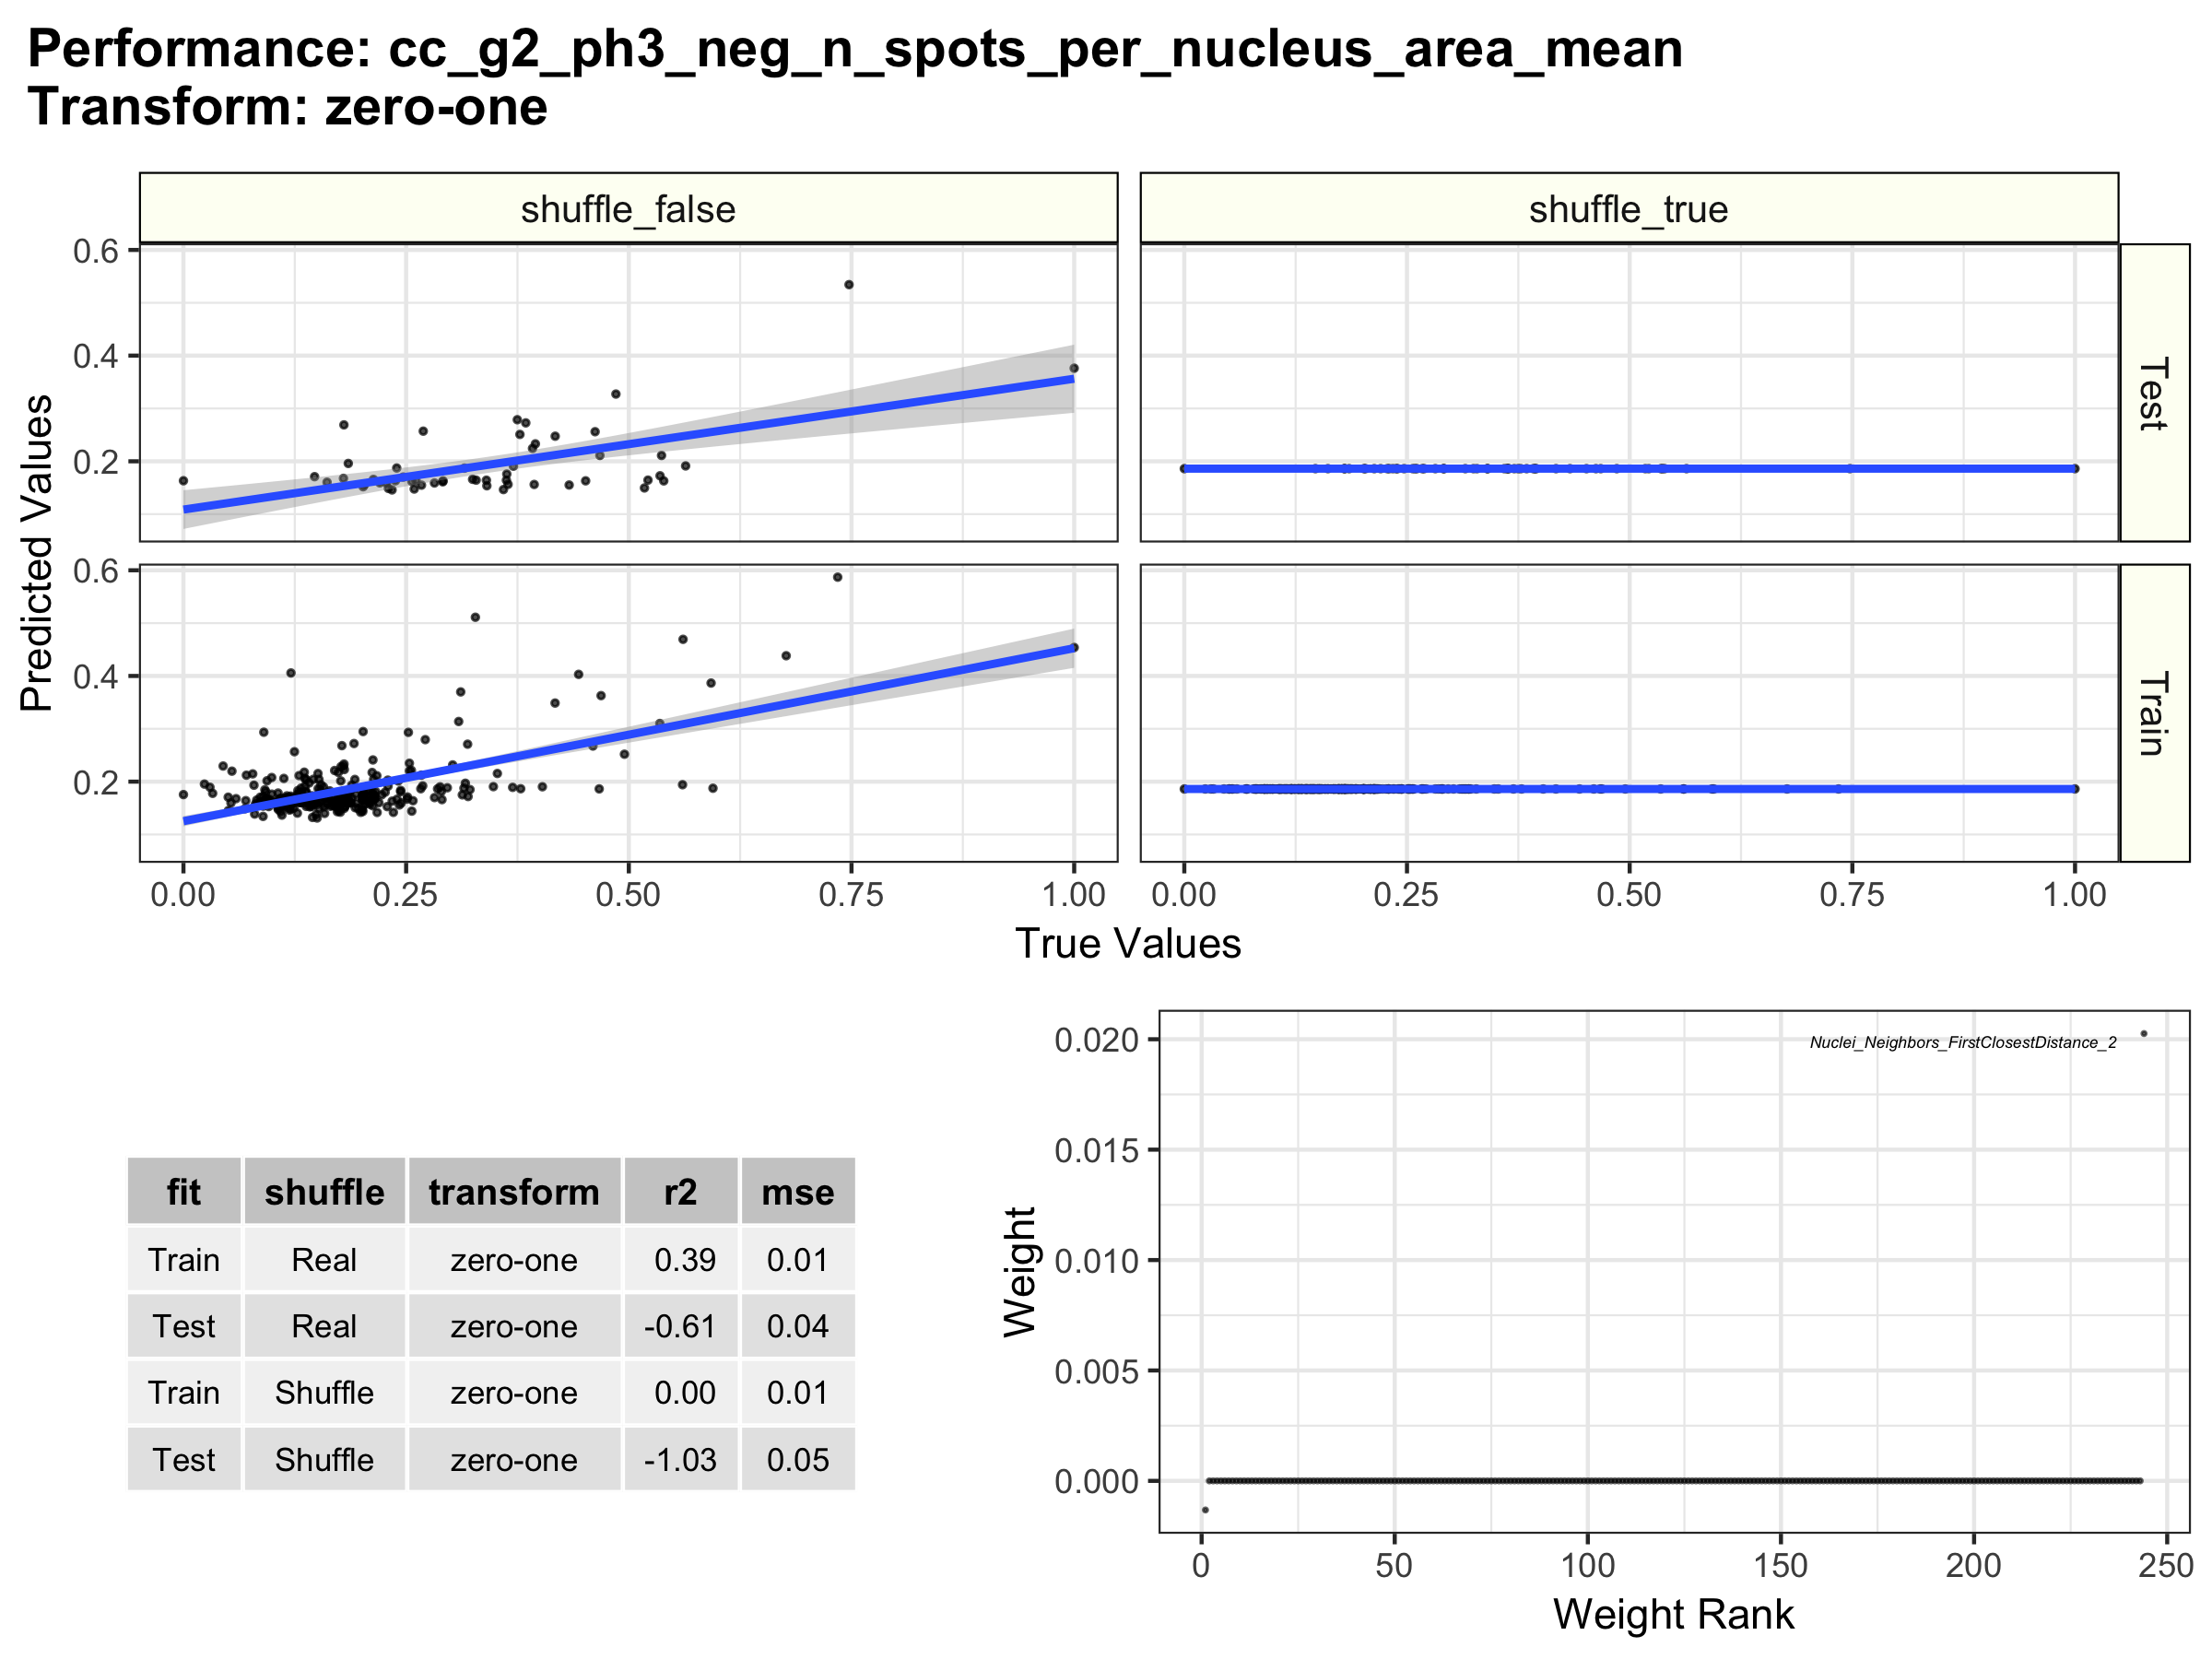 Performance: cc_g2_ph3_neg_n_spots_per_nucleus_area_mean
Transform: zero-one
shuffle_false
shuffle_true
0.6
0.4
0.2
Test
0.6
0.4
0.2
Train
Predicted Values
0.00 0.25 0.50 0.75 1.00
0.00 0.25 0.50 0.75 1.00
True Values
fit shuffle transform r2 mse
Train Real zero-one 0.39 0.01
Test Real zero-one -0.61 0.04
Train Shuffle zero-one 0.00 0.01
Test Shuffle zero-one -1.03 0.05
0.020
0.015
0.010
0.005
0.000
Weight
Nuclei_Neighbors_FirstClosestDistance_2
0 50 100 150 200 250
Weight Rank